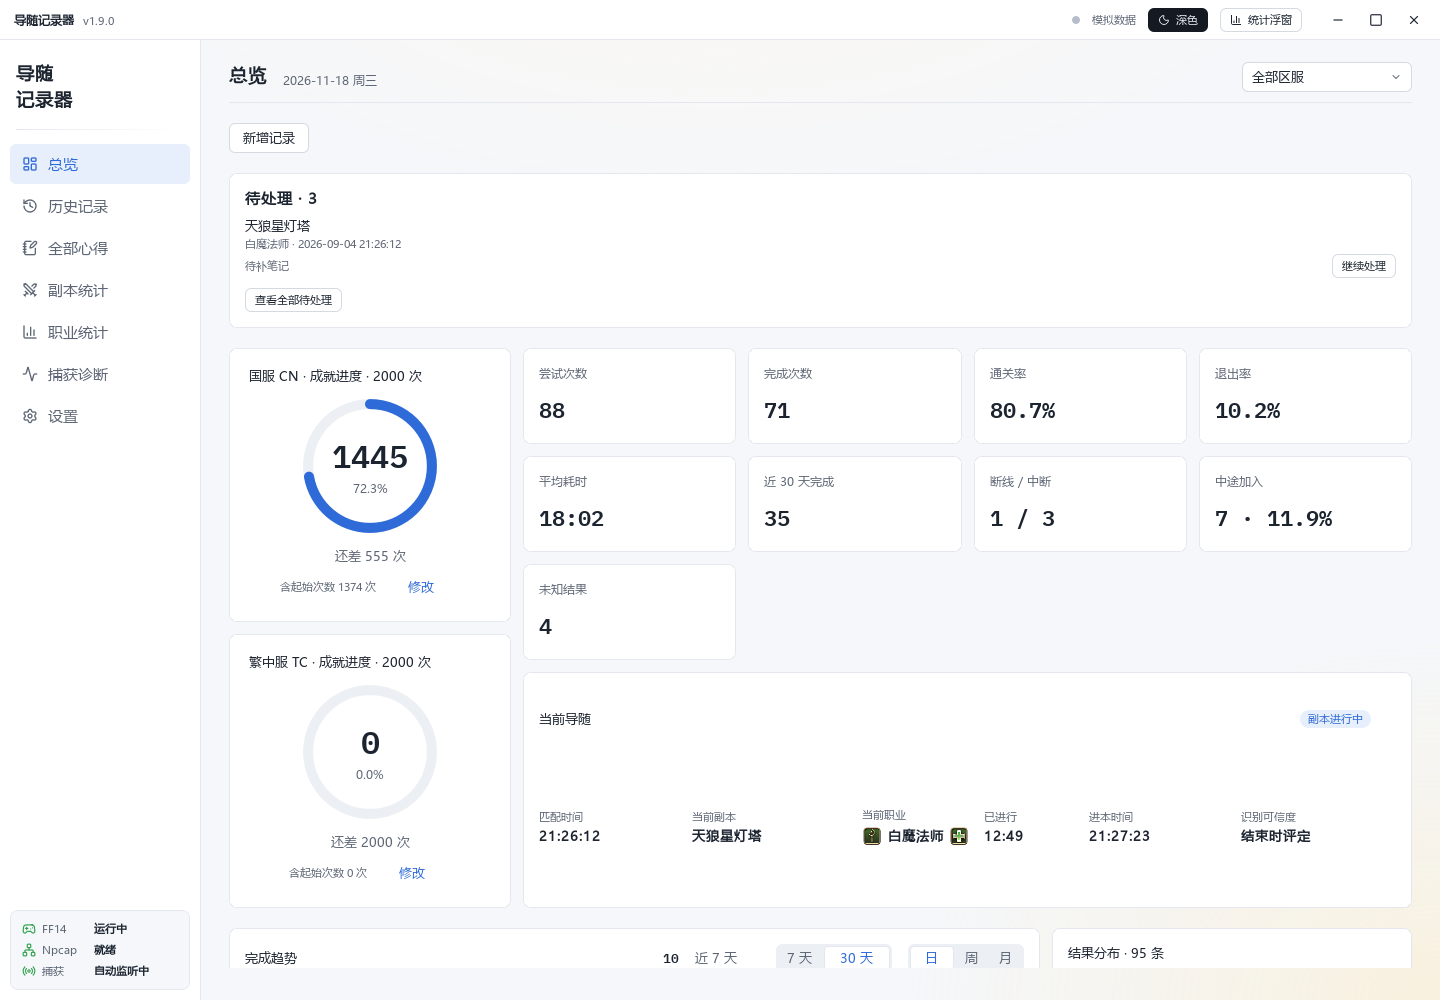 导随记录器 v1.9.0
模拟数据
深色
统计浮窗
导随
记录器
总览
历史记录
全部心得
副本统计
职业统计
捕获诊断
设置
FF14 运行中
Npcap 就绪
捕获 自动监听中
总览 2026-11-18 周三
全部区服
新增记录
待处理 · 3
天狼星灯塔
白魔法师 · 2026-09-04 21:26:12
待补笔记
继续处理
查看全部待处理
国服 CN · 成就进度 · 2000 次
1445
72.3%
还差 555 次
含起始次数 1374 次 修改
繁中服 TC · 成就进度 · 2000 次
0
0.0%
还差 2000 次
含起始次数 0 次 修改
尝试次数
88
完成次数
71
通关率
80.7%
退出率
10.2%
平均耗时
18:02
近 30 天完成
35
断线 / 中断
1 / 3
中途加入
7 · 11.9%
未知结果
4
当前导随
副本进行中
匹配时间
21:26:12
当前副本
天狼星灯塔
当前职业
白魔法师
已进行
12:49
进本时间
21:27:23
识别可信度
结束时评定
完成趋势
10 近 7 天
7 天 30 天
日 周 月
结果分布 · 95 条